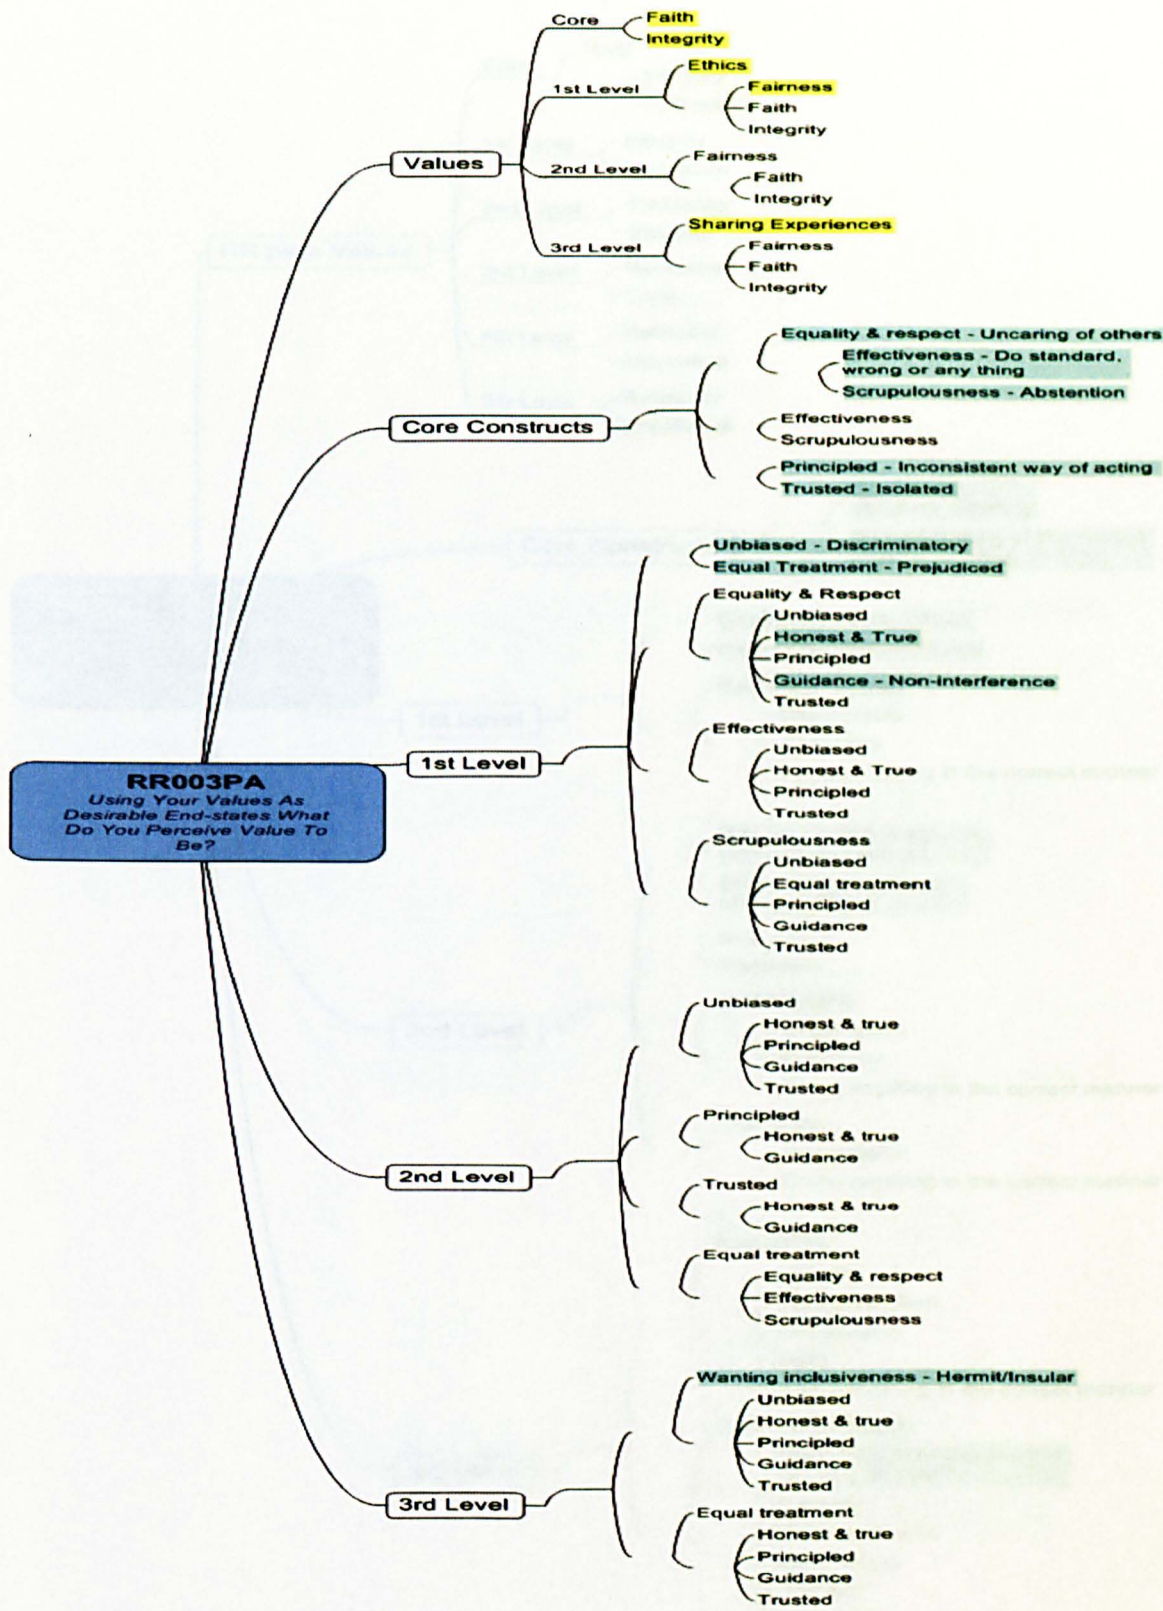 Core
Faith
Integrity
1st Level
Ethics
Fairness
Faith
Integrity
Values
2nd Level
Fairness
Faith
Integrity
3rd Level
Sharing Experiences
Fairness
Faith
Integrity
Core Constructs
Equality & respect - Uncaring of others
Effectiveness - Do standard,
wrong or any thing
Scrupulousness - Abstention
Effectiveness
Scrupulousness
Principled - Inconsistent way of acting
Trusted - Isolated
RR003PA
Using Your Values As
Desirable End-states What
Do You Perceive Value To
Be?
1st Level
Unbiased - Discriminatory
Equal Treatment - Prejudiced
Equality & Respect
Unbiased
Honest & True
Principled
Guidance - Non-Interference
Trusted
Effectiveness
Unbiased
Honest & True
Principled
Trusted
Scrupulousness
Unbiased
Equal treatment
Principled
Guidance
Trusted
2nd Level
Unbiased
Honest & true
Principled
Guidance
Trusted
Principled
Honest & true
Guidance
Trusted
Honest & true
Guidance
Equal treatment
Equality & respect
Effectiveness
Scrupulousness
3rd Level
Wanting inclusiveness - Hermit/Insular
Unbiased
Honest & true
Principled
Guidance
Trusted
Equal treatment
Honest & true
Principled
Guidance
Trusted